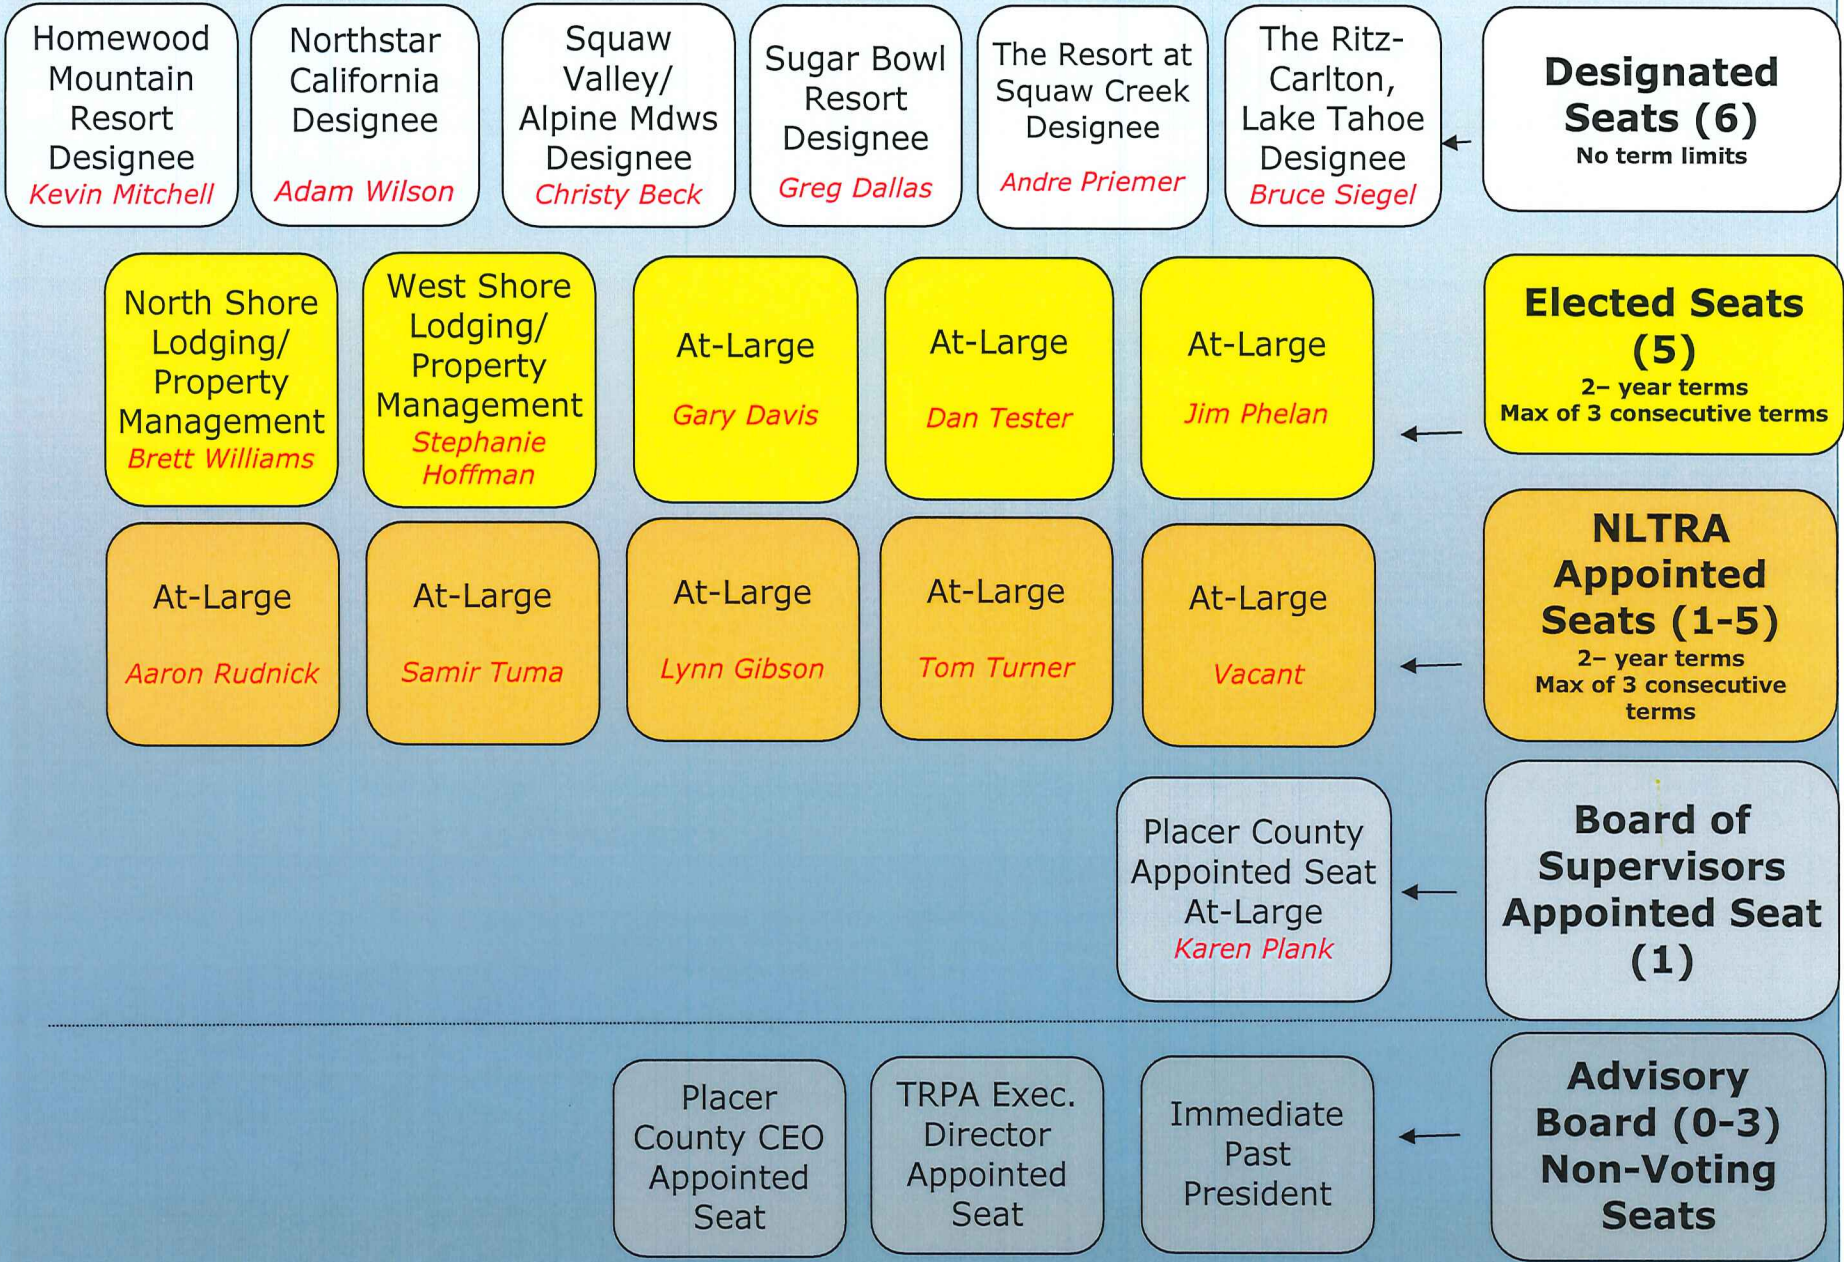 Homewood
Mountain
Resort
Designee
Kevin Mitchell
Northstar
California
Designee
Adam Wilson
Squaw
Valley/
Alpine Mdws
Designee
Christy Beck
Sugar Bowl
Resort
Designee
Greg Dallas
The Resort at
Squaw Creek
Designee
Andre Priemer
The Ritz-
Carlton,
Lake Tahoe
Designee
Bruce Siegel
Designated
Seats (6)
No term limits
North Shore
Lodging/
Property
Management
Brett Williams
West Shore
Lodging/
Property
Management
Stephanie
Hoffman
At-Large
Gary Davis
At-Large
Dan Tester
At-Large
Jim Phelan
Elected Seats
(5)
2– year terms
Max of 3 consecutive terms
At-Large
Aaron Rudnick
At-Large
Samir Tuma
At-Large
Lynn Gibson
At-Large
Tom Turner
At-Large
Vacant
NLTRA
Appointed
Seats (1-5)
2– year terms
Max of 3 consecutive
terms
Placer County
Appointed Seat
At-Large
Karen Plank
Board of
Supervisors
Appointed Seat
(1)
Placer
County CEO
Appointed
Seat
TRPA Exec.
Director
Appointed
Seat
Immediate
Past
President
Advisory
Board (0-3)
Non-Voting
Seats